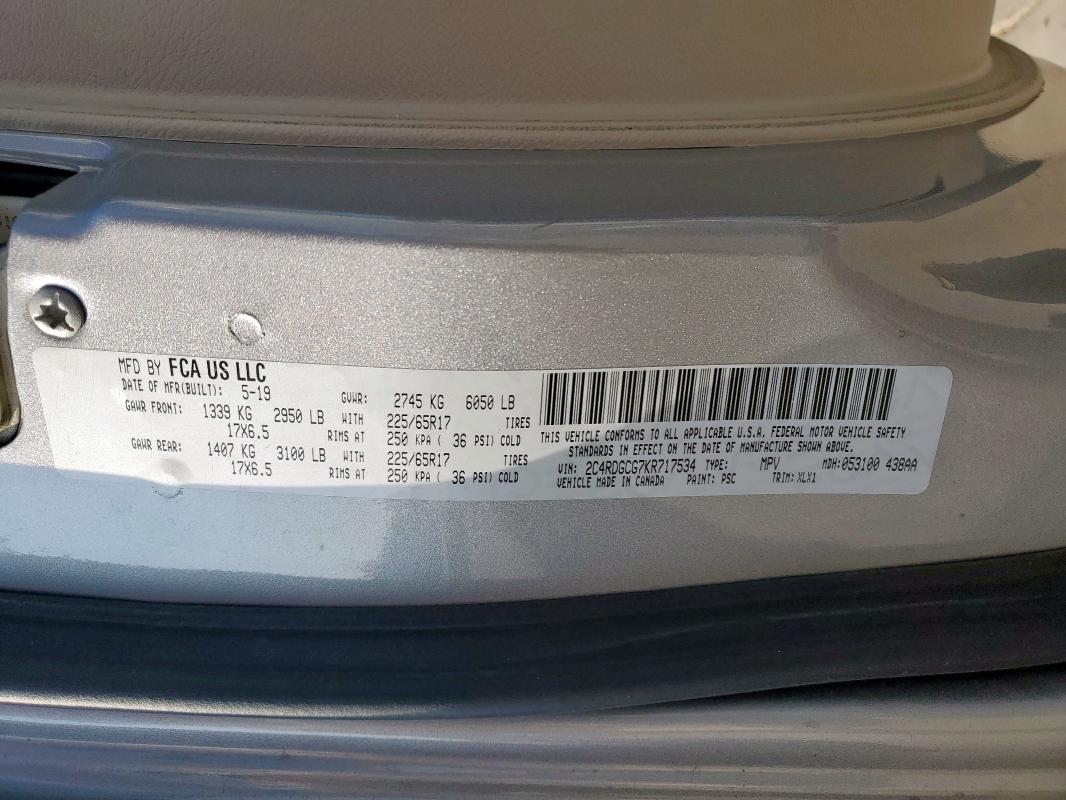 MFD BY FCA US LLC
DATE OF MFR(BUILT): 5-19 GVWR: 2745 KG 6050 LB
GAWR FRONT: 1339 KG 2950 LB WITH 225/65R17 TIRES
17X6.5 RIMS AT 250 KPA ( 36 PSI) COLD
GAWR REAR: 1407 KG 3100 LB WITH 225/65R17 TIRES
17X6.5 RIMS AT 250 KPA ( 36 PSI) COLD
THIS VEHICLE CONFORMS TO ALL APPLICABLE U.S.A. FEDERAL MOTOR VEHICLE SAFETY
STANDARDS IN EFFECT ON THE DATE OF MANUFACTURE SHOWN ABOVE.
VIN: 2C4RDGCG7KR717534 TYPE: MPV MDH:053100 438AA
VEHICLE MADE IN CANADA PAINT: PSC TRIM: XLX1